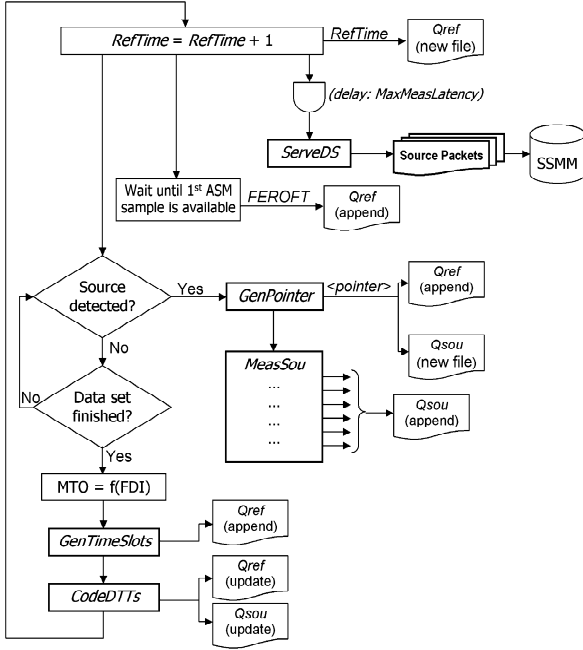 RefTime = RefTime + 1
RefTime
Qref
(new file)
(delay: MaxMeasLatency)
ServeDS
Source Packets
SSMM
Wait until 1st ASM
sample is available
FEROFT
Qref
(append)
Source
detected?
Yes
GenPointer
<pointer>
Qref
(append)
No
Qsou
(new file)
MeasSou
...
...
...
...
Qsou
(append)
No
Data set
finished?
Yes
MTO = f(FDI)
GenTimeSlots
Qref
(append)
CodeDTTs
Qref
(update)
Qsou
(update)